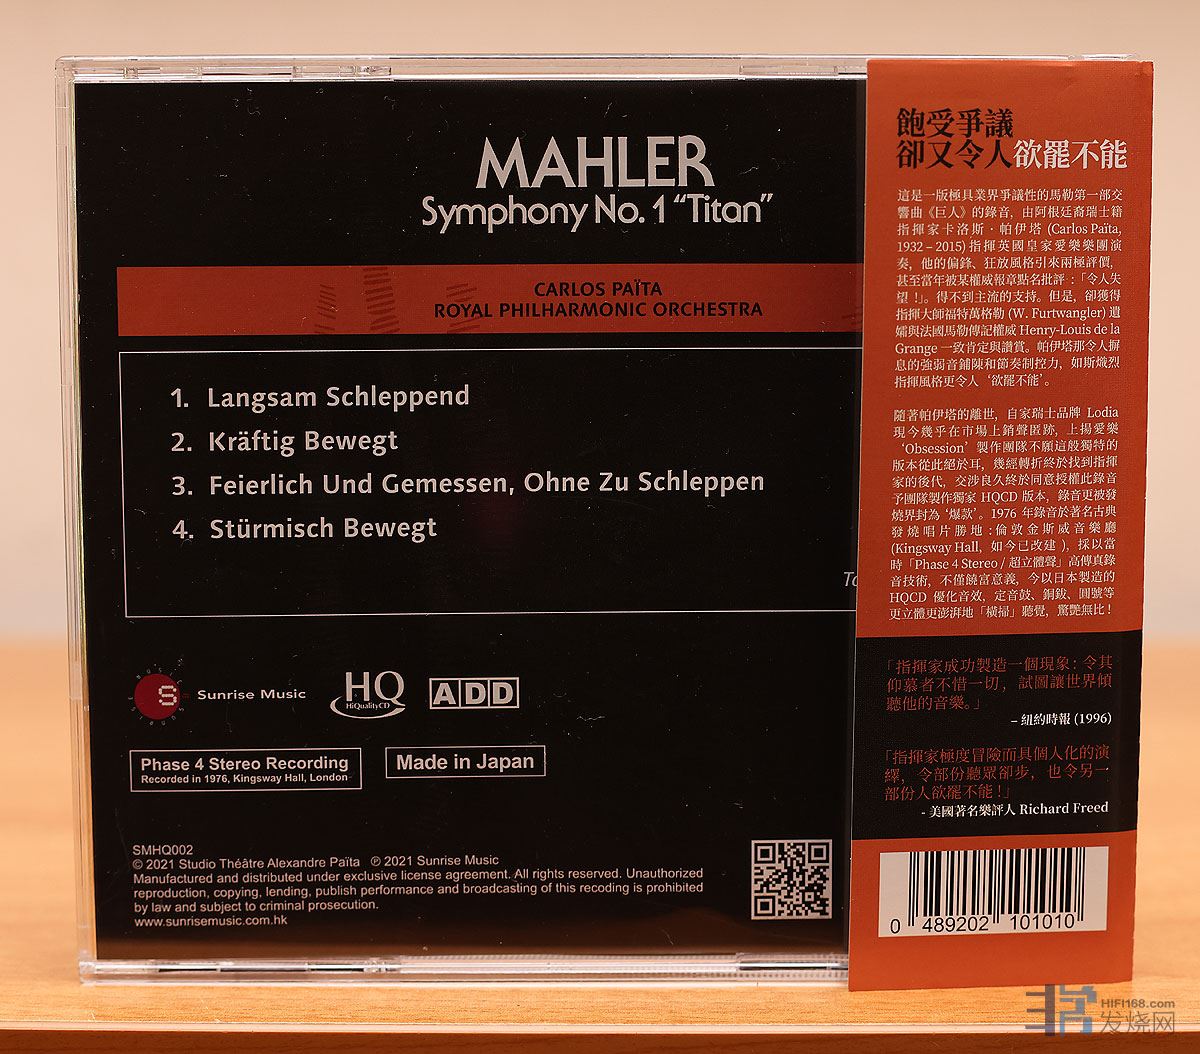 MAHLER
Symphony No. 1 “Titan”
CARLOS PAÏTA
ROYAL PHILHARMONIC ORCHESTRA
1. Langsam Schleppend
2. Kräftig Bewegt
3. Feierlich Und Gemessen, Ohne Zu Schleppen
4. Stürmisch Bewegt
S Sunrise Music
HQ
HiQualityCD
ADD
Phase 4 Stereo Recording
Recorded in 1976, Kingsway Hall, London
Made in Japan
SMHQ002
© 2021 Studio Théâtre Alexandre Païta ℗ 2021 Sunrise Music
Manufactured and distributed under exclusive license agreement. All rights reserved. Unauthorized
reproduction, copying, lending, publish performance and broadcasting of this recoding is prohibited
by law and subject to criminal prosecution.
www.sunrisemusic.com.hk
飽受爭議
卻又令人欲罷不能
這是一版極具業界爭議性的馬勒第一部交
響曲《巨人》的錄音，由阿根廷裔瑞士籍
指揮家卡洛斯·帕伊塔 (Carlos Païta,
1932 – 2015) 指揮英國皇家愛樂樂團演
奏，他的偏鋒、狂放風格引來兩極評價，
甚至當年被某權威報章點名批評：「令人失
望！」。得不到主流的支持。但是，卻獲得
指揮大師福特萬格勒 (W. Furtwangler) 遺
孀與法國馬勒傳記權威 Henry-Louis de la
Grange 一致肯定與讚賞。帕伊塔那令人摒
息的強弱音鋪陳和節奏制控力，如斯熾烈
指揮風格更令人‘欲罷不能’。
隨著帕伊塔的離世，自家瑞士品牌 Lodia
現今幾乎在市場上銷聲匿跡，上揚愛樂
‘Obsession’ 製作團隊不願這般獨特的
版本從此絕於耳，幾經轉折終於找到指揮
家的後代，交涉良久終於同意授權此錄音
予團隊製作獨家 HQCD 版本，錄音更被發
燒界封為‘爆款’。1976 年錄音於著名古典
發燒唱片勝地：倫敦金斯威音樂廳
(Kingsway Hall，如今已改建)，採以當
時「Phase 4 Stereo / 超立體聲」高傳真錄
音技術，不僅饒富意義，今以日本製造的
HQCD 優化音效，定音鼓、銅鈸、圓號等
更立體更澎湃地「橫掃」聽覺，驚艷無比！
「指揮家成功製造一個現象：令其
仰慕者不惜一切，試圖讓世界傾
聽他的音樂。」
– 紐約時報 (1996)
「指揮家極度冒險而具個人化的演
繹，令部份聽眾卻步，也令另一
部份人欲罷不能！」
- 美國著名樂評人 Richard Freed
0 489202 101010
HIFI168.com
发烧网